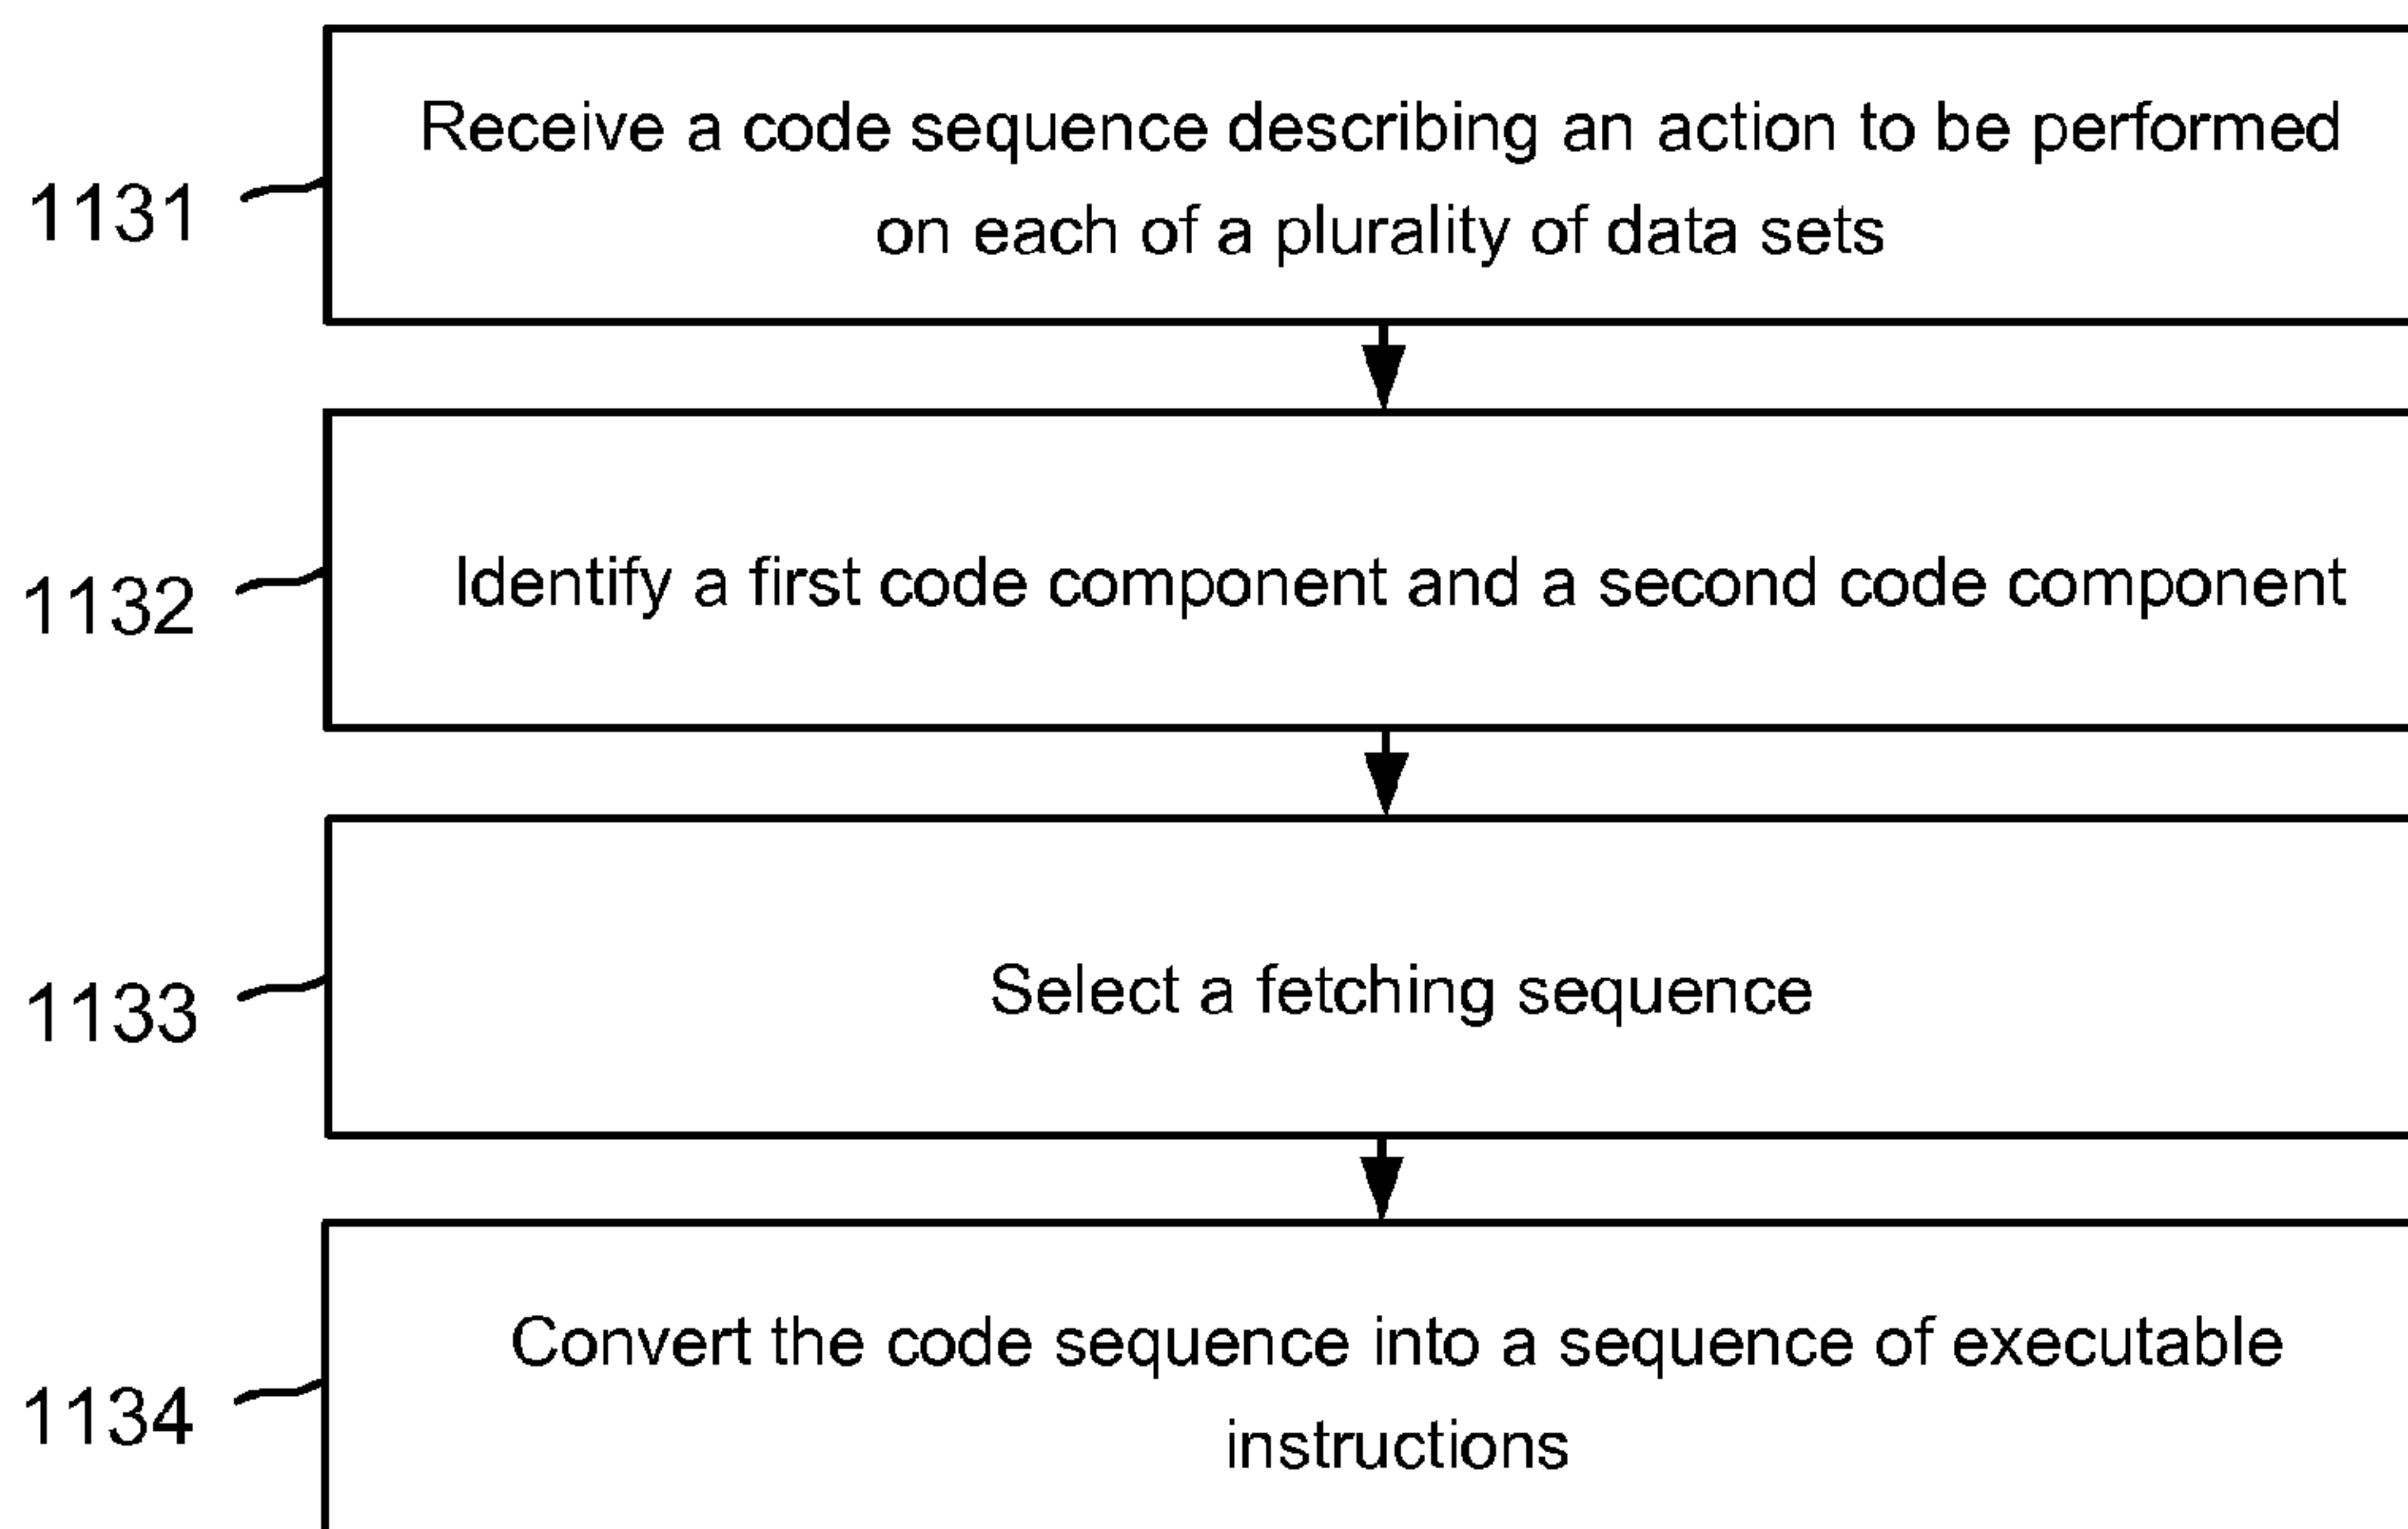 Receive a code sequence describing an action to be performed
on each of a plurality of data sets
1131
Identify a first code component and a second code component
1132
Select a fetching sequence
1133
Convert the code sequence into a sequence of executable
instructions
1134